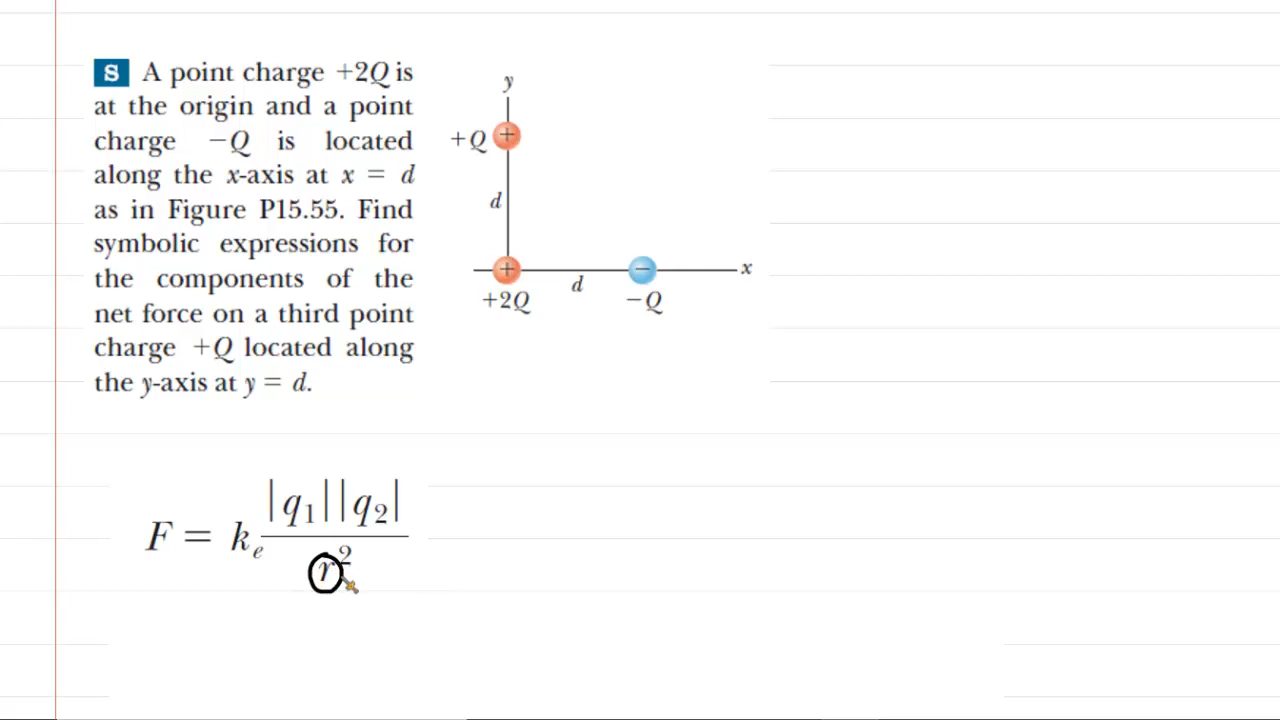 S A point charge +2Q is
at the origin and a point
charge −Q is located
along the x-axis at x = d
as in Figure P15.55. Find
symbolic expressions for
the components of the
net force on a third point
charge +Q located along
the y-axis at y = d.
y
+Q +
d
+ − x
d
+2Q −Q
F = kₑ |q₁||q₂| / r²